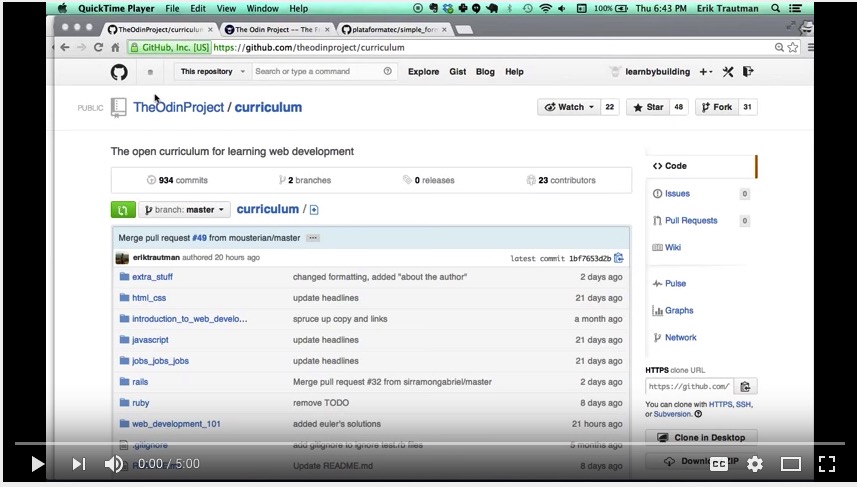 QuickTime Player File Edit View Window Help 100% Thu 6:43 PM Erik Trautman
TheOdinProject/curriculum The Odin Project -- The F plataformatec/simple_for
GitHub, Inc. [US] https://github.com/theodinproject/curriculum
This repository Search or type a command Explore Gist Blog Help learnbybuilding
PUBLIC TheOdinProject / curriculum Watch 22 Star 48 Fork 31
The open curriculum for learning web development
934 commits 2 branches 0 releases 23 contributors
branch: master curriculum /
Merge pull request #49 from mousterian/master
eriktrautman authored 20 hours ago latest commit 1bf7653d2b
extra_stuff changed formatting, added "about the author" 2 days ago
html_css update headlines 21 days ago
introduction_to_web_develo... spruce up copy and links a month ago
javascript update headlines 21 days ago
jobs_jobs_jobs update headlines 21 days ago
rails Merge pull request #32 from sirramongabriel/master 2 days ago
ruby remove TODO 8 days ago
web_development_101 added euler's solutions 21 hours ago
.gitignore add gitignore to ignore test.rb files 5 months ago
README.md Update README.md 8 days ago
Code
Issues 0
Pull Requests 0
Wiki
Pulse
Graphs
Network
HTTPS clone URL
https://github.com/
You can clone with HTTPS, SSH,
or Subversion.
Clone in Desktop
Download ZIP
0:00 / 5:00 CC